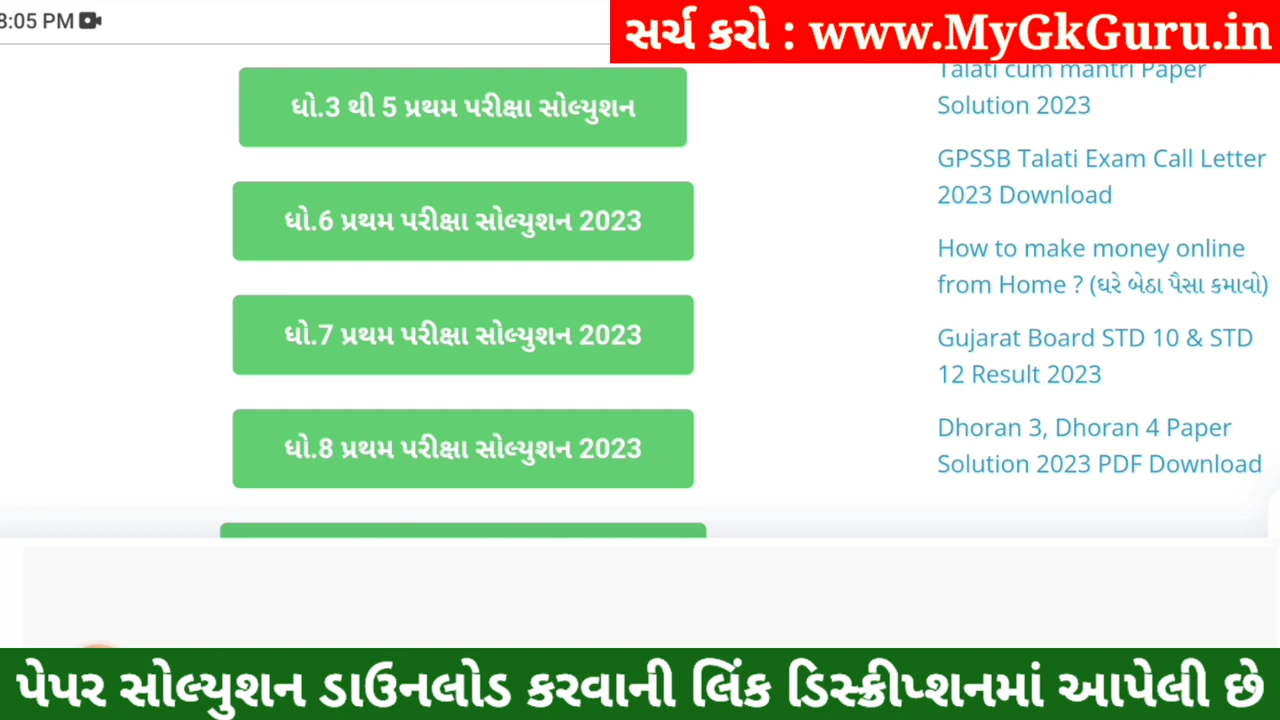 8:05 PM
સર્ચ કરો : www.MyGkGuru.in
ધો.3 થી 5 પ્રથમ પરીક્ષા સોલ્યુશન
ધો.6 પ્રથમ પરીક્ષા સોલ્યુશન 2023
ધો.7 પ્રથમ પરીક્ષા સોલ્યુશન 2023
ધો.8 પ્રથમ પરીક્ષા સોલ્યુશન 2023
Talati cum mantri Paper
Solution 2023
GPSSB Talati Exam Call Letter
2023 Download
How to make money online
from Home ? (ઘરે બેઠા પૈસા કમાવો)
Gujarat Board STD 10 & STD
12 Result 2023
Dhoran 3, Dhoran 4 Paper
Solution 2023 PDF Download
પેપર સોલ્યુશન ડાઉનલોડ કરવાની લિંક ડિસ્ક્રીપ્શનમાં આપેલી છે